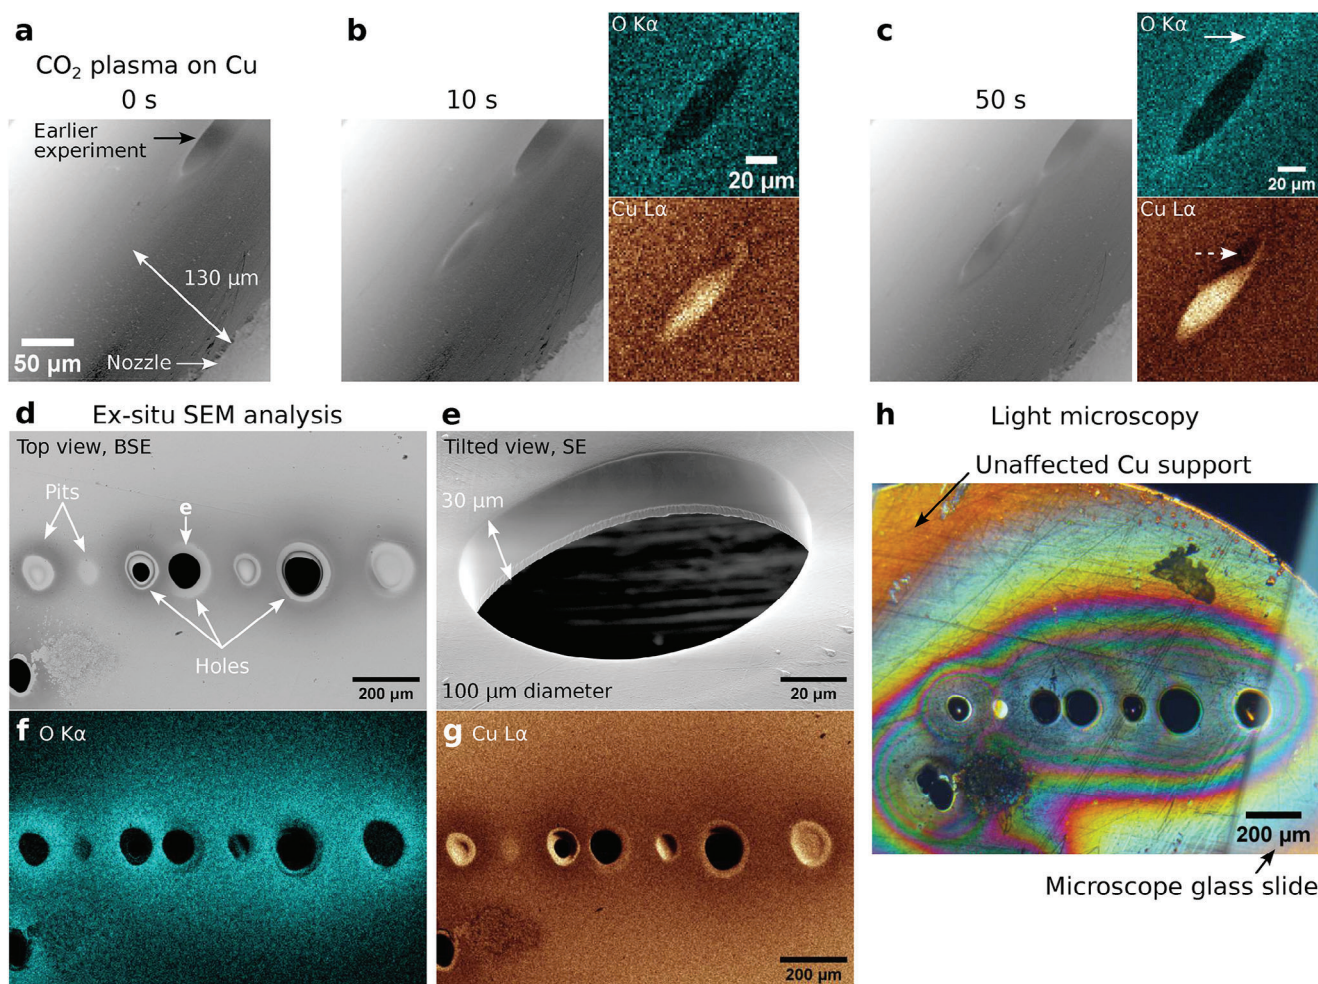 a
CO₂ plasma on Cu
0 s
Earlier
experiment
130 µm
50 µm
Nozzle
b
10 s
O Kα
20 µm
Cu Lα
c
50 s
O Kα
20 µm
Cu Lα
d Ex-situ SEM analysis
Top view, BSE
Pits
e
Holes
200 µm
e
Tilted view, SE
30 µm
100 µm diameter
20 µm
f O Kα
g Cu Lα
200 µm
h Light microscopy
Unaffected Cu support
200 µm
Microscope glass slide